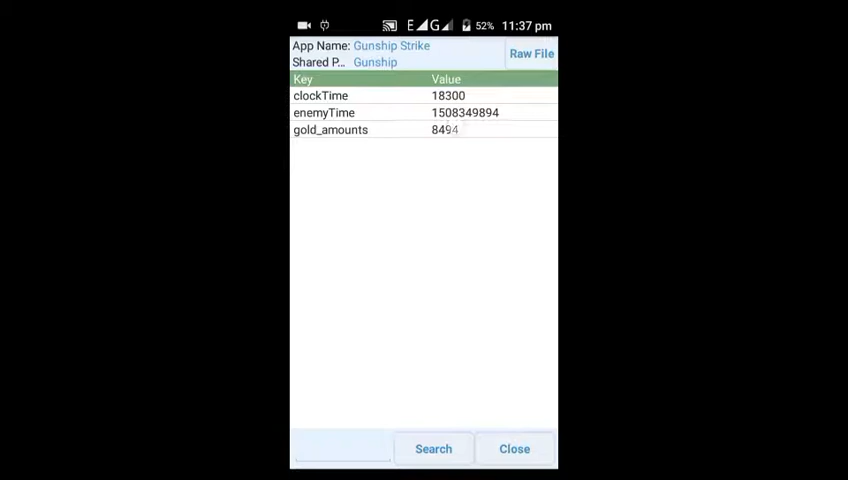 E G 52% 11:37 pm
App Name: Gunship Strike
Shared P... Gunship
Raw File
Key Value
clockTime 18300
enemyTime 1508349894
gold_amounts 8494
Search Close